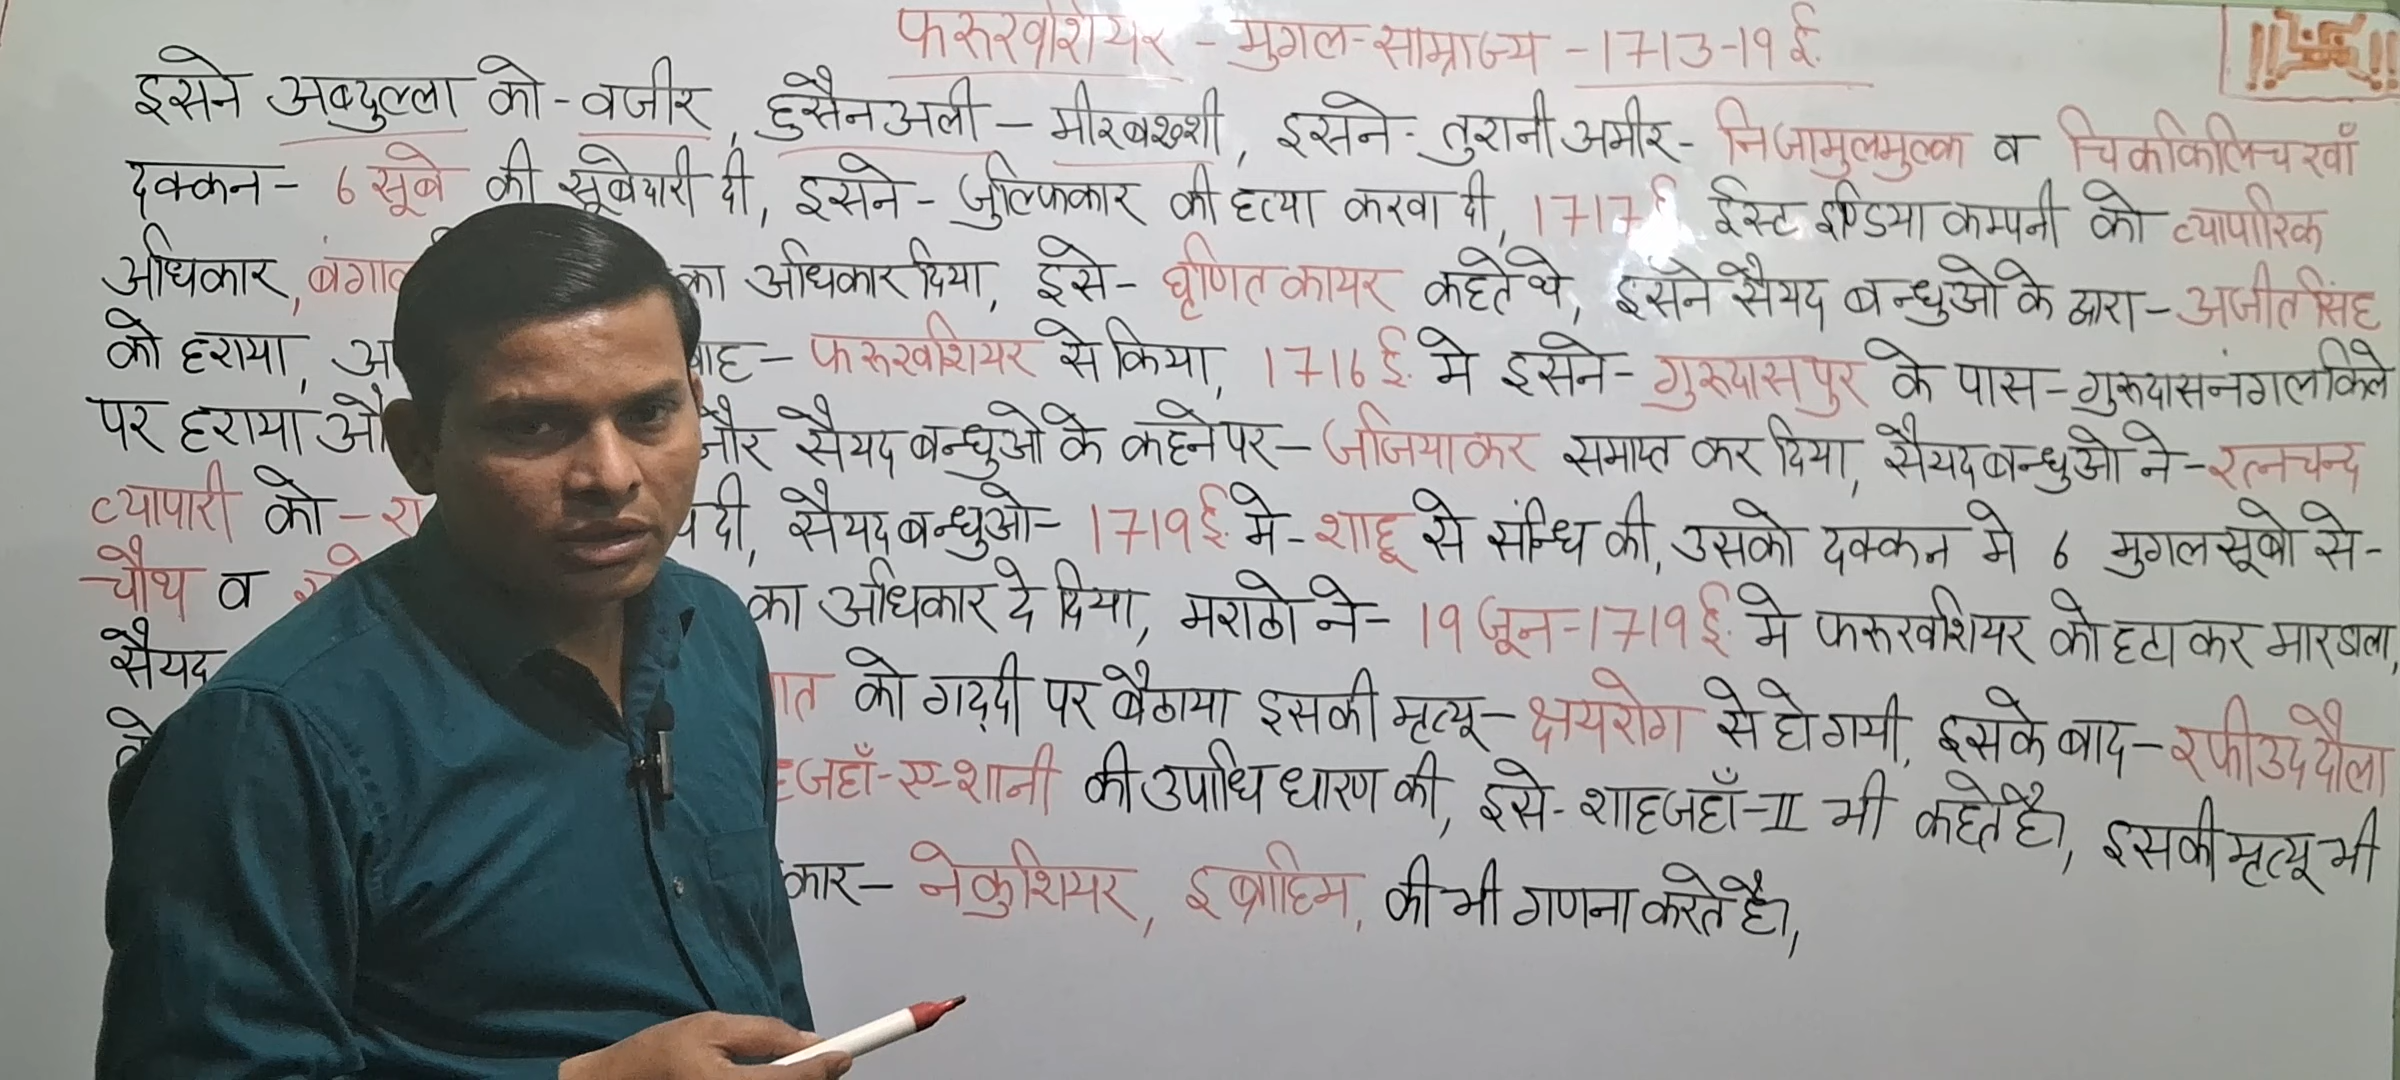 फरूखशियर - मुगल-साम्राज्य - 1713-19 ई.
इसने अब्दुल्ला को - वजीर, हुसैनअली - मीरबख्शी, इसने - तुरानी अमीर - निजामुलमुल्क व चिनकिलिच खाँ
दक्कन - 6 सूबे की सूबेदारी दी, इसने - जुल्फिकार की हत्या करवा दी, 1717 ई ईस्ट इण्डिया कम्पनी को व्यापारिक
अधिकार, का अधिकार दिया, इसे - घृणित कायर कहते थे, इसने सैयद बन्धुओ के द्वारा - अजीत सिंह
को हराया, फरूखशियर से किया, 1716 ई. मे इसने - गुरूदासपुर के पास - गुरूदासनंगल किले
पर हराया और सैयद बन्धुओ के कहने पर - जजिया कर समाप्त कर दिया, सैयद बन्धुओ ने - रत्नचन्द
व्यापारी को - दी, सैयद बन्धुओ - 1719 ई. मे - शाहू से संन्धि की, उसको दक्कन मे 6 मुगल सूबो से -
चौथ व का अधिकार दे दिया, मराठो ने - 19 जून - 1719 ई. मे फरूखशियर को हटा कर मार डाला,
सैयद को गद्दी पर बैठाया इसकी मृत्यू - क्षयरोग से हो गयी, इसके बाद - रफीउददौला
की उपाधि धारण की, इसे - शाहजहाँ-II भी कहते है, इसकी मृत्यू भी
नेकुशियर, इब्राहिम, की भी गणना करते है,